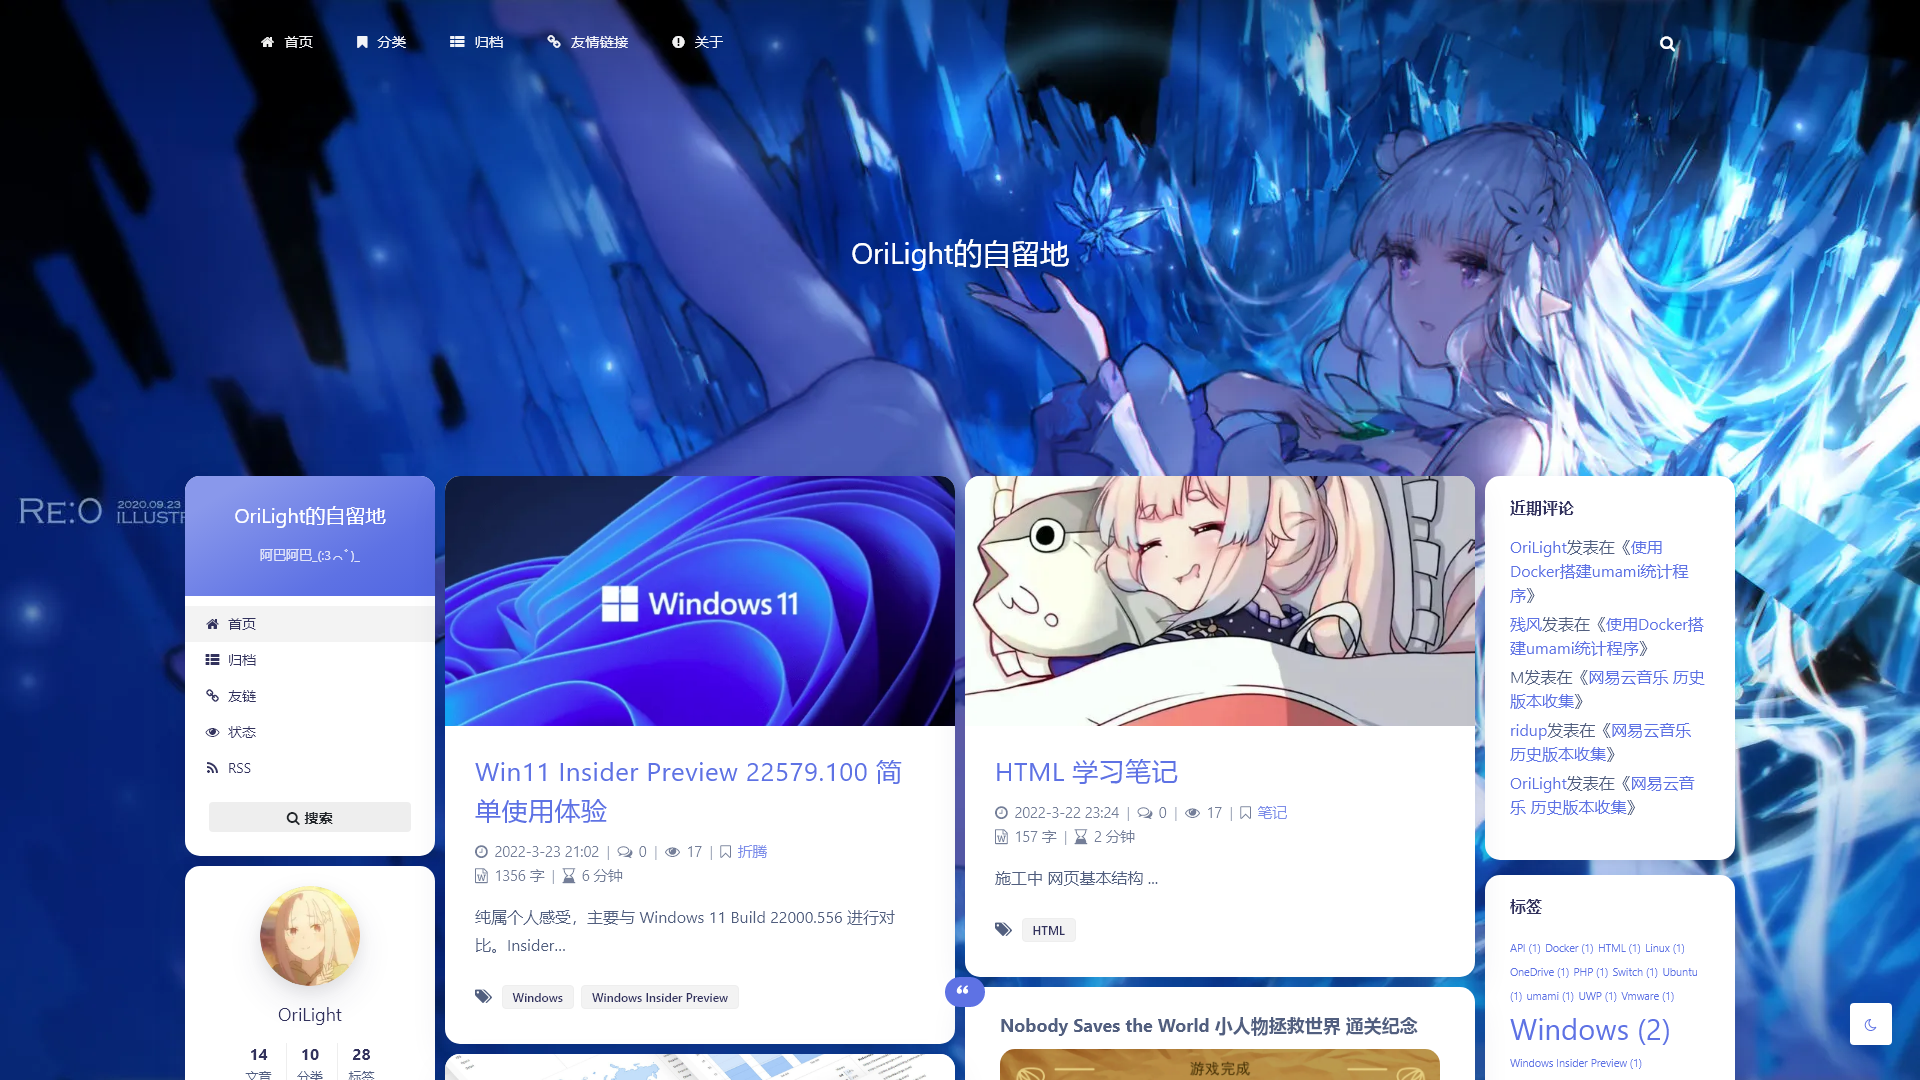 首页 分类 归档 友情链接 关于
OriLight的自留地
RE:O 2020.09.23
OriLight的自留地
阿巴阿巴_(:3⌒ﾞ)_
首页
归档
友链
状态
RSS
搜索
OriLight
14 10 28
文章 分类 标签
Windows 11
Win11 Insider Preview 22579.100 简
单使用体验
2022-3-23 21:02 | 0 | 17 | 折腾
1356 字 | 6 分钟
纯属个人感受，主要与 Windows 11 Build 22000.556 进行对
比。Insider...
Windows Windows Insider Preview
HTML 学习笔记
2022-3-22 23:24 | 0 | 17 | 笔记
157 字 | 2 分钟
施工中 网页基本结构 ...
HTML
Nobody Saves the World 小人物拯救世界 通关纪念
游戏完成
近期评论
OriLight发表在《使用
Docker搭建umami统计程
序》
残风发表在《使用Docker搭
建umami统计程序》
M发表在《网易云音乐 历史
版本收集》
ridup发表在《网易云音乐
历史版本收集》
OriLight发表在《网易云音
乐 历史版本收集》
标签
API (1) Docker (1) HTML (1) Linux (1)
OneDrive (1) PHP (1) Switch (1) Ubuntu
(1) umami (1) UWP (1) Vmware (1)
Windows (2)
Windows Insider Preview (1)